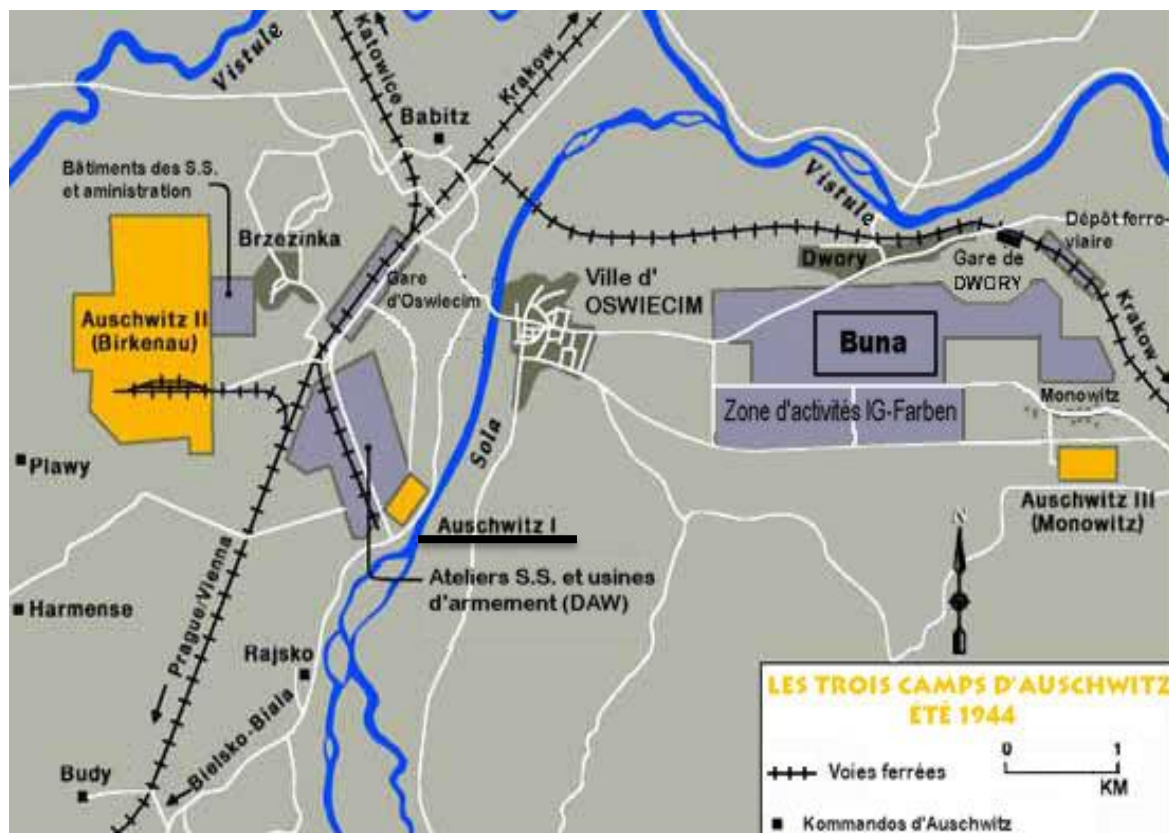 Vistule
Katowice
Krakow
Babitz
Bâtiments des S.S.
et aministration
Brzezinka
Gare
d'Oswiecim
Ville d'
OSWIECIM
Vistule
Dwory
Gare de
DWORY
Dépôt ferro-
viaire
Krakow
Auschwitz II
(Birkenau)
Buna
Zone d'activités IG-Farben
Monowitz
Plawy
Sola
Auschwitz III
(Monowitz)
Auschwitz I
N
Ateliers S.S. et usines
d'armement (DAW)
Harmense
Prague/Vienna
Rajsko
Bielsko-Biala
Budy
LES TROIS CAMPS D'AUSCHWITZ
ÉTÉ 1944
0 1
KM
Voies ferrées
Kommandos d'Auschwitz